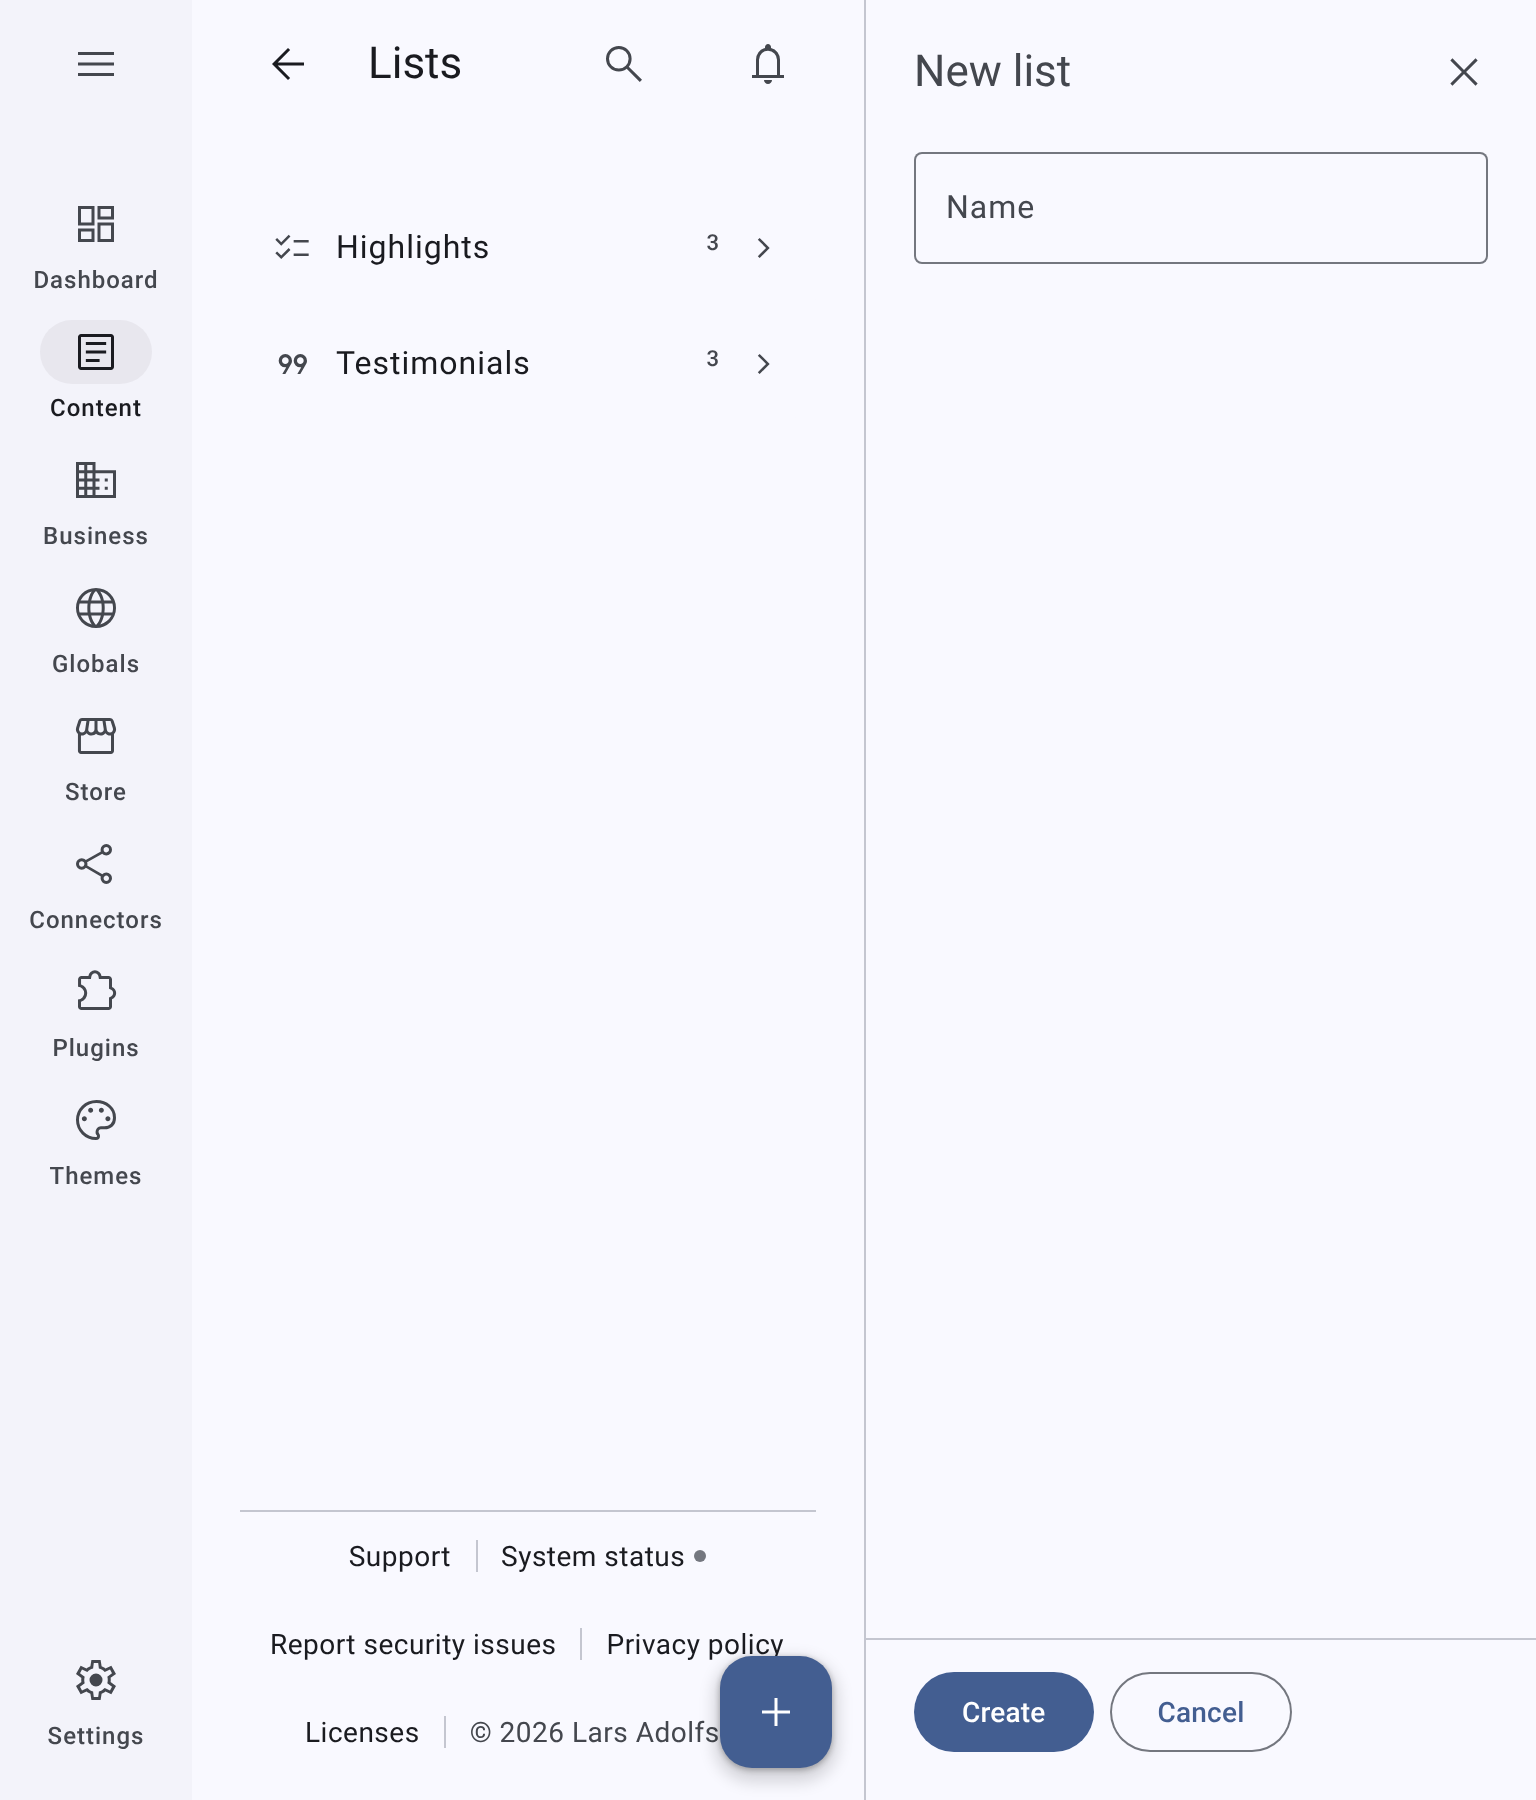 Dashboard
Content
Business
Globals
Store
Connectors
Plugins
Themes
Settings
Lists
Highlights 3
Testimonials 3
Support System status
Report security issues Privacy policy
Licenses © 2026 Lars Adolfs
New list
Name
Create Cancel